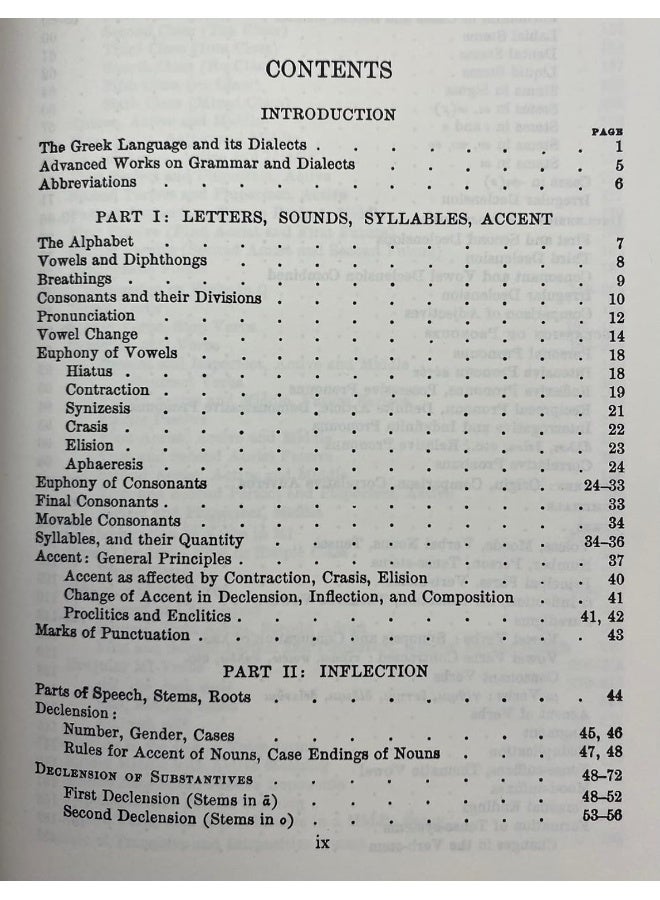 CONTENTS
INTRODUCTION
PAGE
The Greek Language and its Dialects . . . . . . . . 1
Advanced Works on Grammar and Dialects . . . . . . 5
Abbreviations . . . . . . . . . . . . 6
PART I: LETTERS, SOUNDS, SYLLABLES, ACCENT
The Alphabet . . . . . . . . . . . . 7
Vowels and Diphthongs . . . . . . . . . . 8
Breathings . . . . . . . . . . . . . 9
Consonants and their Divisions . . . . . . . . . 10
Pronunciation . . . . . . . . . . . . 12
Vowel Change . . . . . . . . . . . . 14
Euphony of Vowels . . . . . . . . . . . 18
Hiatus . . . . . . . . . . . . . 18
Contraction . . . . . . . . . . . . 19
Synizesis . . . . . . . . . . . . 21
Crasis . . . . . . . . . . . . . 22
Elision . . . . . . . . . . . . . 23
Aphaeresis . . . . . . . . . . . . 24
Euphony of Consonants . . . . . . . . . 24–33
Final Consonants . . . . . . . . . . . . 33
Movable Consonants . . . . . . . . . . . 34
Syllables, and their Quantity . . . . . . . . 34–36
Accent: General Principles . . . . . . . . . . 37
Accent as affected by Contraction, Crasis, Elision . . . . 40
Change of Accent in Declension, Inflection, and Composition . . 41
Proclitics and Enclitics . . . . . . . . . 41, 42
Marks of Punctuation . . . . . . . . . . . 43
PART II: INFLECTION
Parts of Speech, Stems, Roots . . . . . . . . . 44
Declension:
Number, Gender, Cases . . . . . . . . 45, 46
Rules for Accent of Nouns, Case Endings of Nouns . . . 47, 48
Declension of Substantives . . . . . . . . 48–72
First Declension (Stems in ā) . . . . . . . 48–52
Second Declension (Stems in o) . . . . . . . 53–56
ix